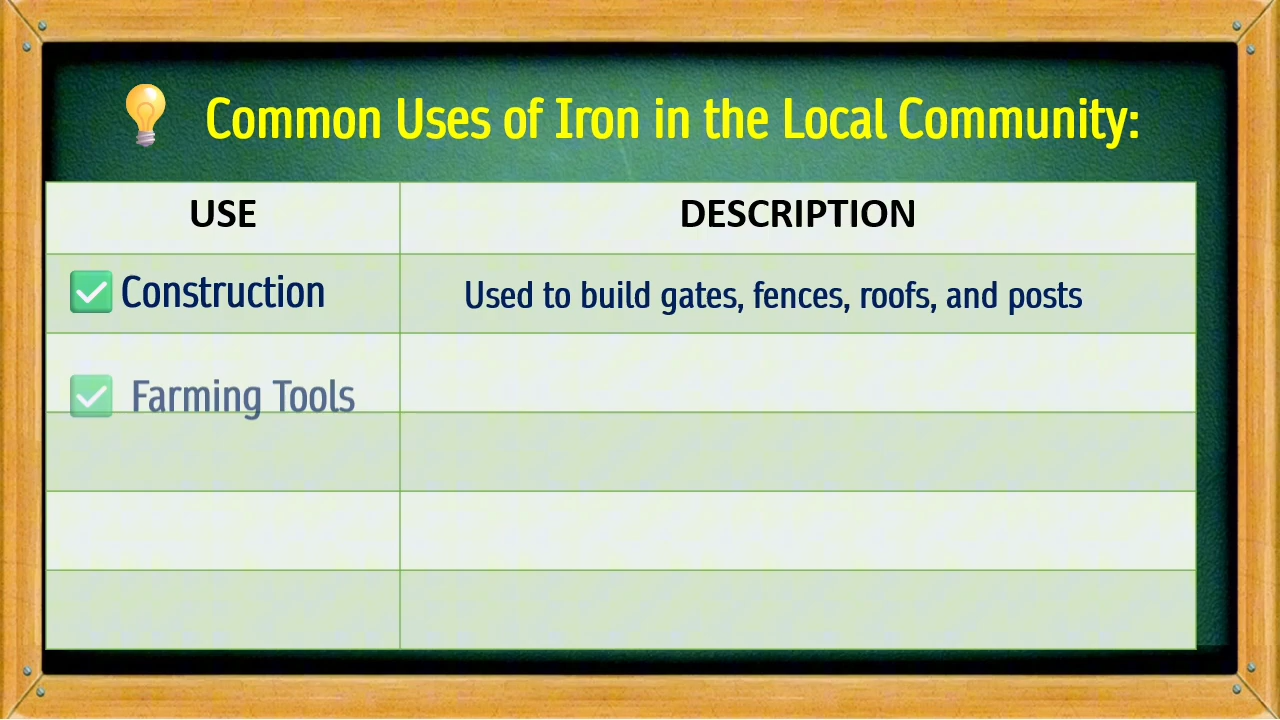 Common Uses of Iron in the Local Community:
USE DESCRIPTION
Construction Used to build gates, fences, roofs, and posts
Farming Tools